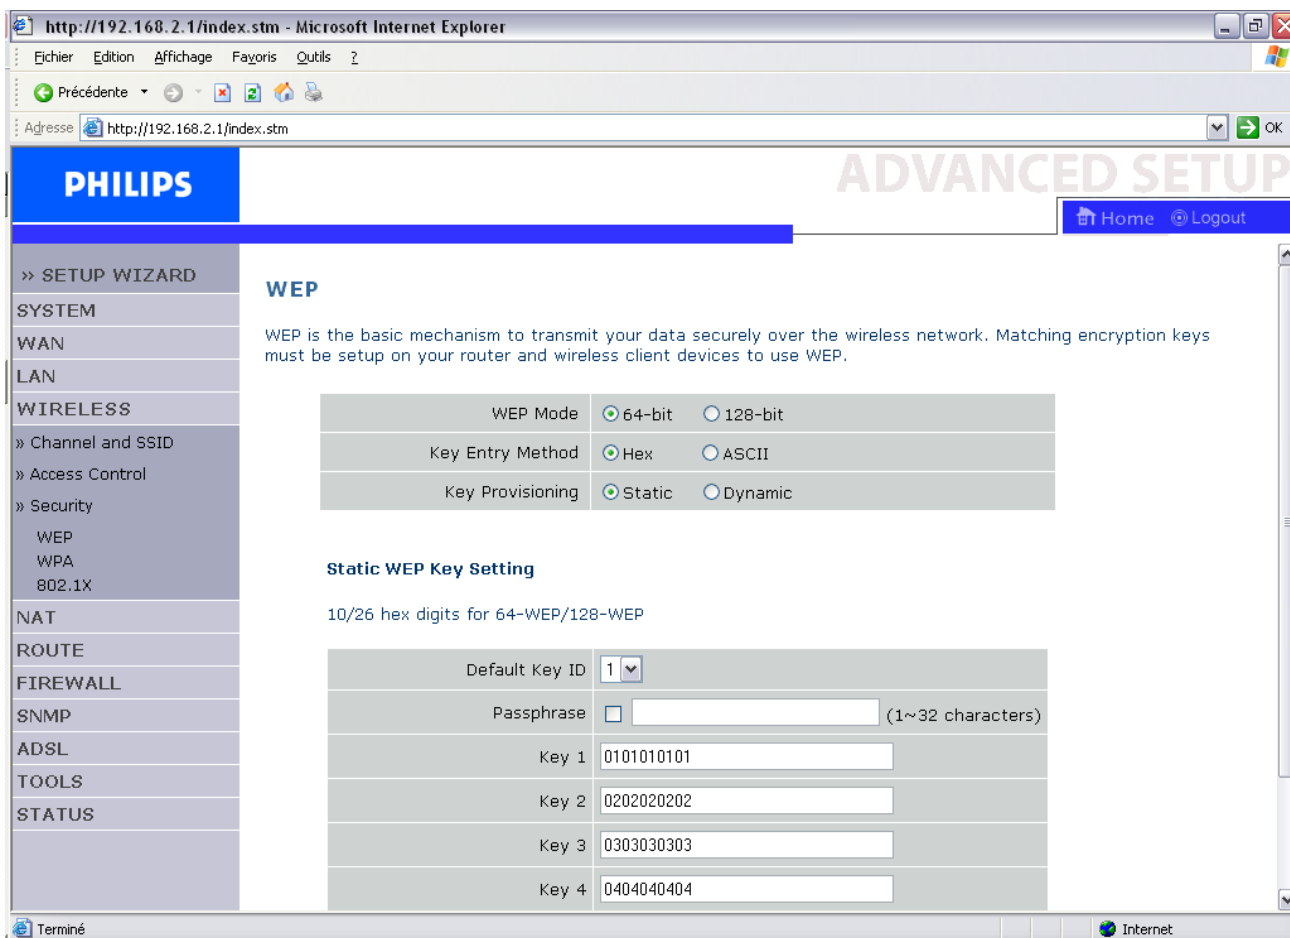 http://192.168.2.1/index.stm - Microsoft Internet Explorer
Fichier Edition Affichage Favoris Outils ?
Précédente
Adresse http://192.168.2.1/index.stm OK
PHILIPS
ADVANCED SETUP
Home Logout
» SETUP WIZARD
SYSTEM
WAN
LAN
WIRELESS
» Channel and SSID
» Access Control
» Security
WEP
WPA
802.1X
NAT
ROUTE
FIREWALL
SNMP
ADSL
TOOLS
STATUS
WEP
WEP is the basic mechanism to transmit your data securely over the wireless network. Matching encryption keys
must be setup on your router and wireless client devices to use WEP.
WEP Mode 64-bit 128-bit
Key Entry Method Hex ASCII
Key Provisioning Static Dynamic
Static WEP Key Setting
10/26 hex digits for 64-WEP/128-WEP
Default Key ID 1
Passphrase (1~32 characters)
Key 1 0101010101
Key 2 0202020202
Key 3 0303030303
Key 4 0404040404
Terminé Internet